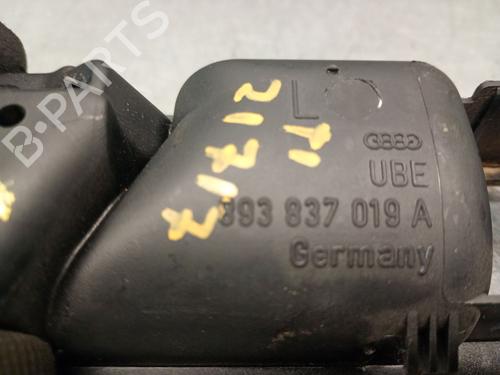 B-PARTS
L
UBE
893 837 019 A
Germany